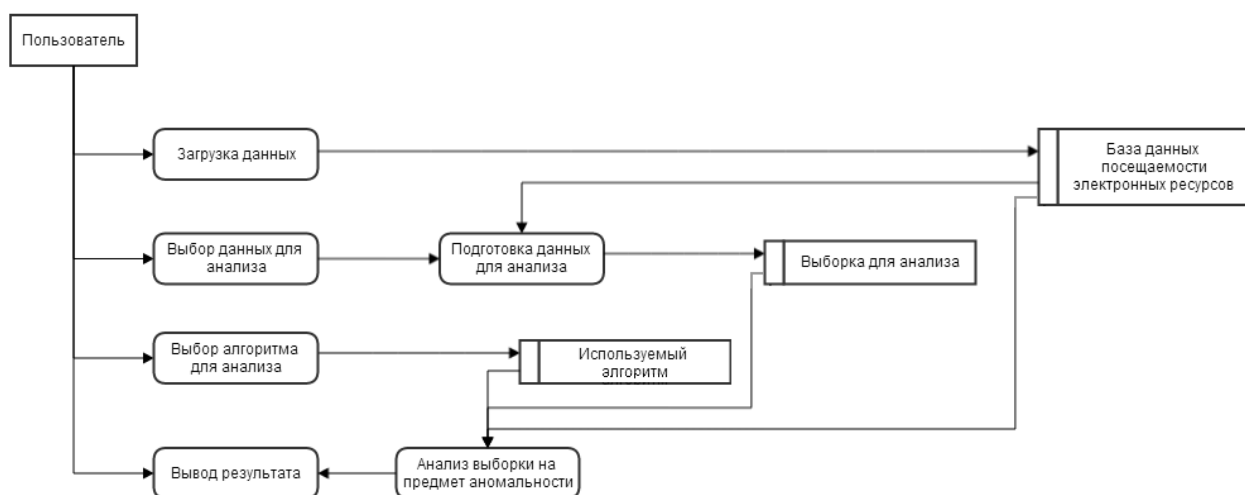 Пользователь
Загрузка данных
База данных
посещаемости
электронных ресурсов
Выбор данных для
анализа
Подготовка данных
для анализа
Выборка для анализа
Выбор алгоритма
для анализа
Используемый
элгоритм
Вывод результата
Анализ выборки на
предмет аномальности